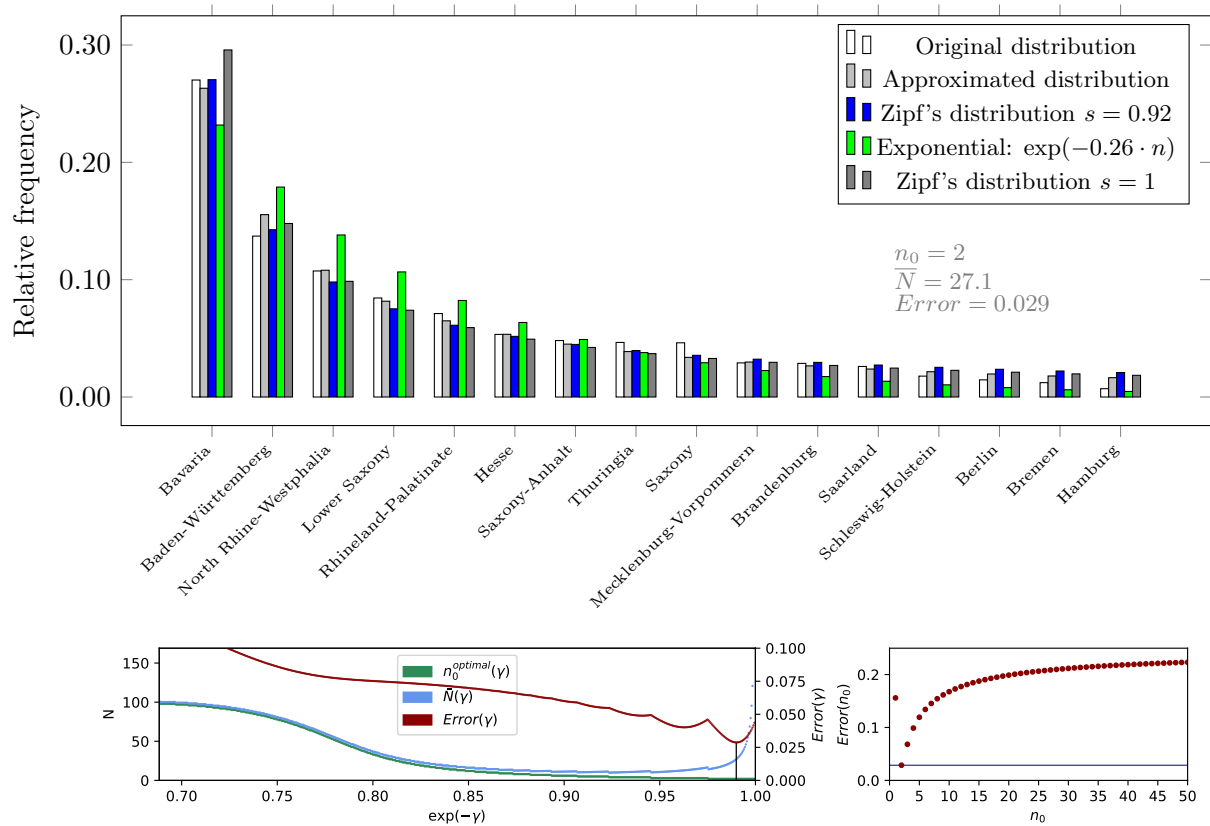 Relative frequency
0.30
0.20
0.10
0.00
Original distribution
Approximated distribution
Zipf's distribution s = 0.92
Exponential: exp(−0.26 · n)
Zipf's distribution s = 1
n₀ = 2
N̅ = 27.1
Error = 0.029
Bavaria
Baden-Württemberg
North Rhine-Westphalia
Lower Saxony
Rhineland-Palatinate
Hesse
Saxony-Anhalt
Thuringia
Saxony
Mecklenburg-Vorpommern
Brandenburg
Saarland
Schleswig-Holstein
Berlin
Bremen
Hamburg
N
150
100
50
0
n₀^optimal(γ)
N̄(γ)
Error(γ)
0.100
0.075
0.050
0.025
0.000
Error(γ)
0.70 0.75 0.80 0.85 0.90 0.95 1.00
exp(−γ)
Error(n₀)
0.2
0.1
0.0
0 5 10 15 20 25 30 35 40 45 50
n₀